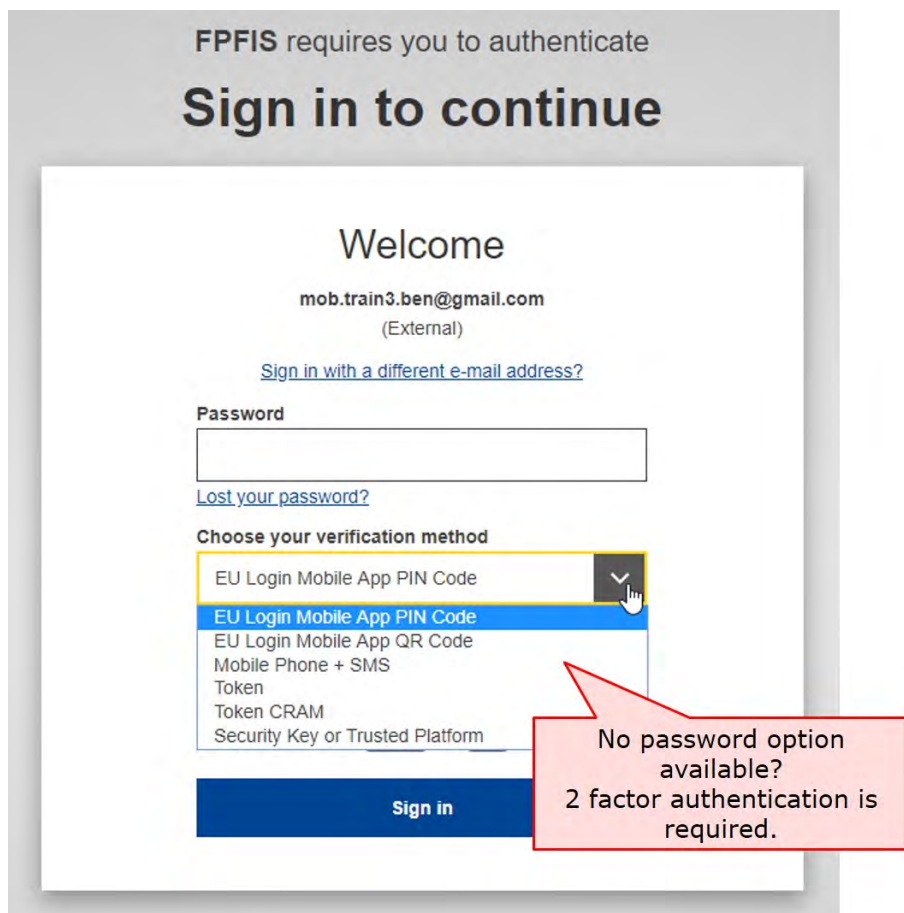 FPFIS requires you to authenticate
Sign in to continue
Welcome
mob.train3.ben@gmail.com
(External)
Sign in with a different e-mail address?
Password
Lost your password?
Choose your verification method
EU Login Mobile App PIN Code
EU Login Mobile App PIN Code
EU Login Mobile App QR Code
Mobile Phone + SMS
Token
Token CRAM
Security Key or Trusted Platform
No password option
available?
2 factor authentication is
required.
Sign in